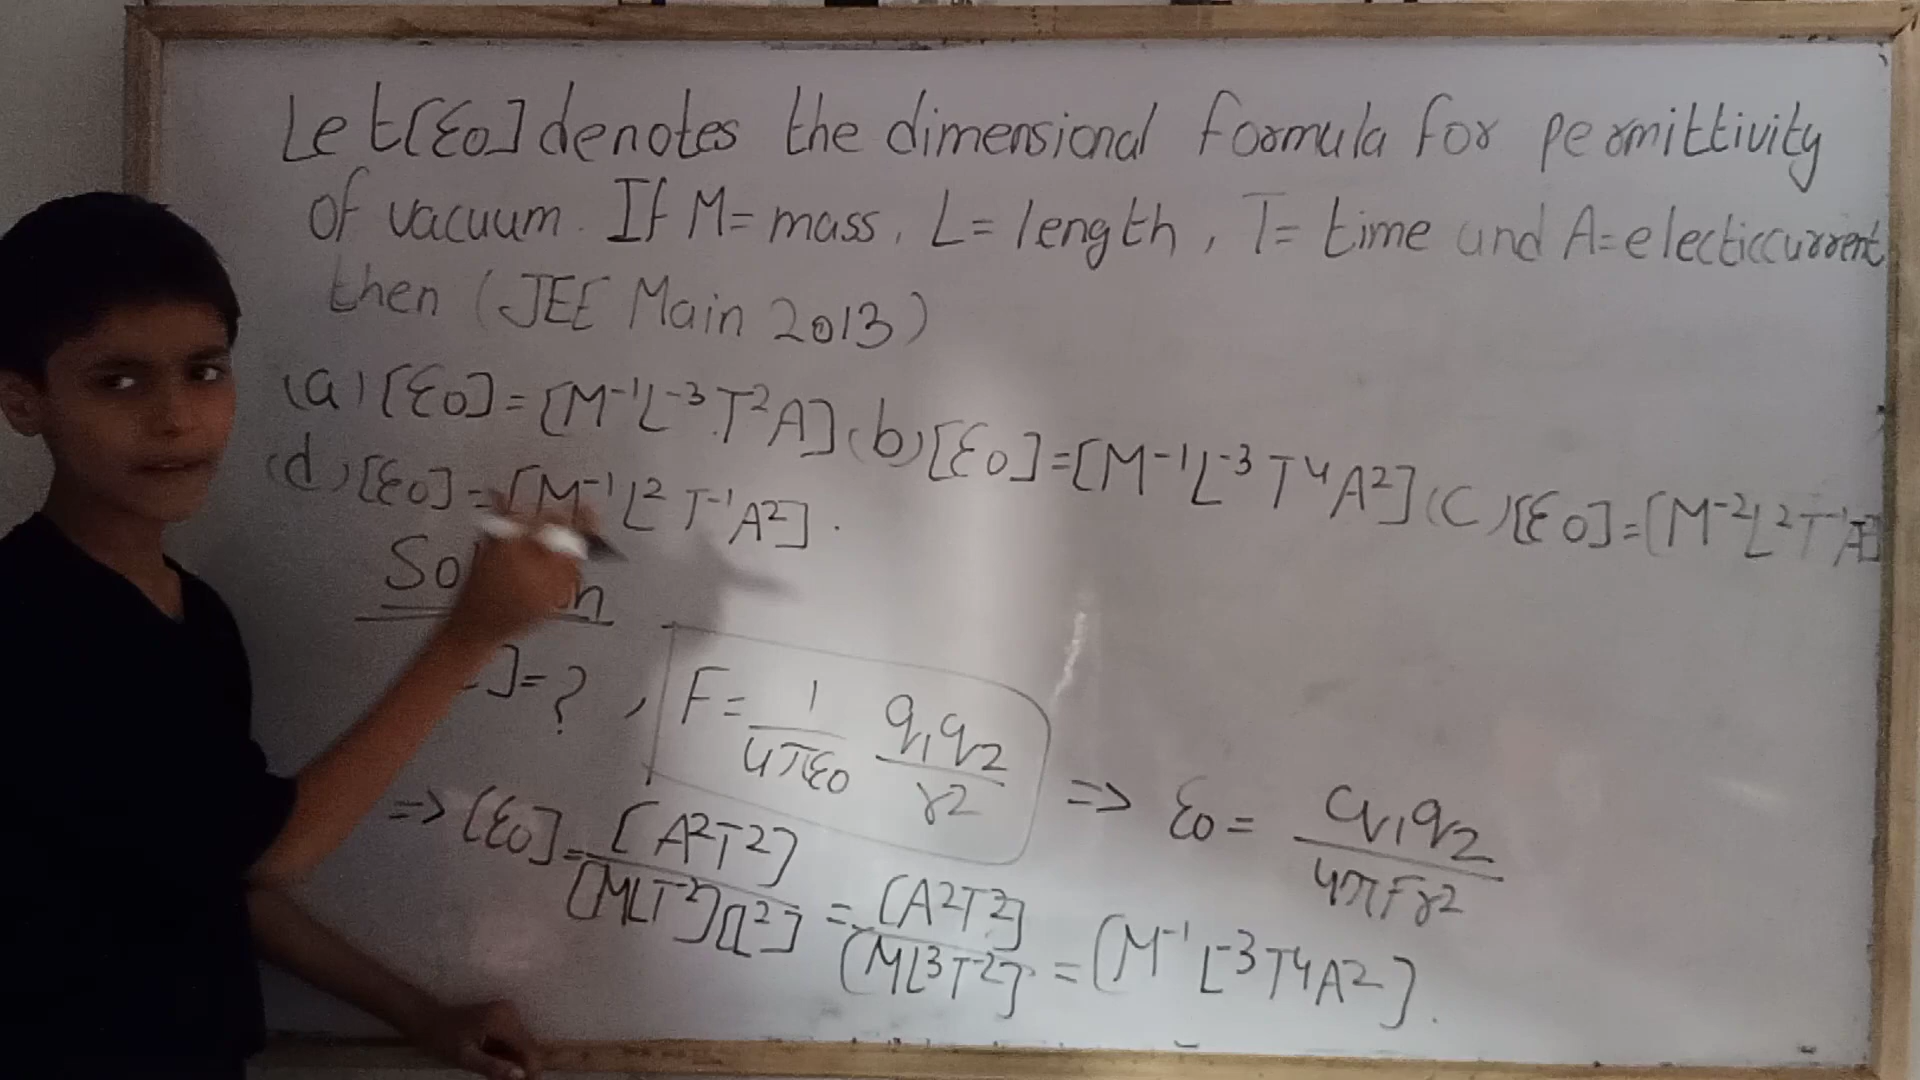 Let [ε0] denotes the dimensional formula for permittivity
of vacuum. If M= mass, L= length, T= time and A=electiccurrent
then (JEE Main 2013)
(a) [ε0] = [M⁻¹L⁻³T²A] (b) [ε0] = [M⁻¹L⁻³T⁴A²] (c) [ε0] = [M⁻²L²T⁻¹A
(d) [ε0] = [M⁻¹L²T⁻¹A²].
]=? , F = 1/4πε0 q₁q₂/r² => ε0 = q₁q₂/4πFr²
=> [ε0] = [A²T²]/[MLT⁻²][L²] = [A²T²]/[ML³T⁻²] = [M⁻¹L⁻³T⁴A²].